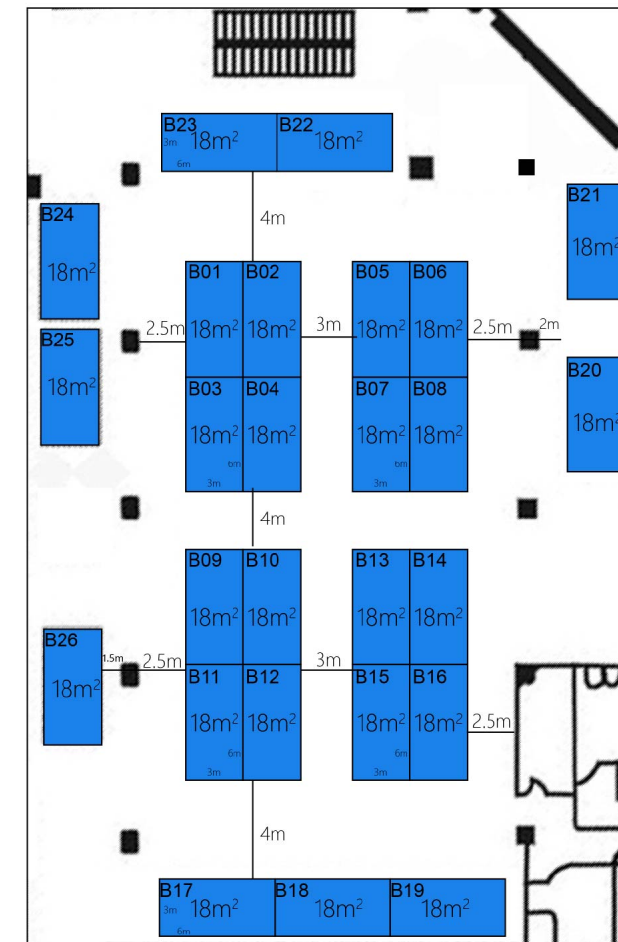 B23 B22
3m 18m² 18m²
6m
B24 B21
4m
18m² 18m²
B01 B02 B05 B06
2.5m 18m² 18m² 3m 18m² 18m² 2.5m 2m
B25
18m²
B20
B03 B04 B07 B08
18m² 18m² 18m² 18m² 18m²
6m 6m
3m 3m
4m
B09 B10 B13 B14
18m² 18m² 18m² 18m²
B26
1.5m 2.5m 3m
B11 B12 B15 B16
18m²
18m² 18m² 18m² 18m² 2.5m
6m 6m
3m 3m
4m
B17 B18 B19
3m 18m² 18m² 18m²
6m